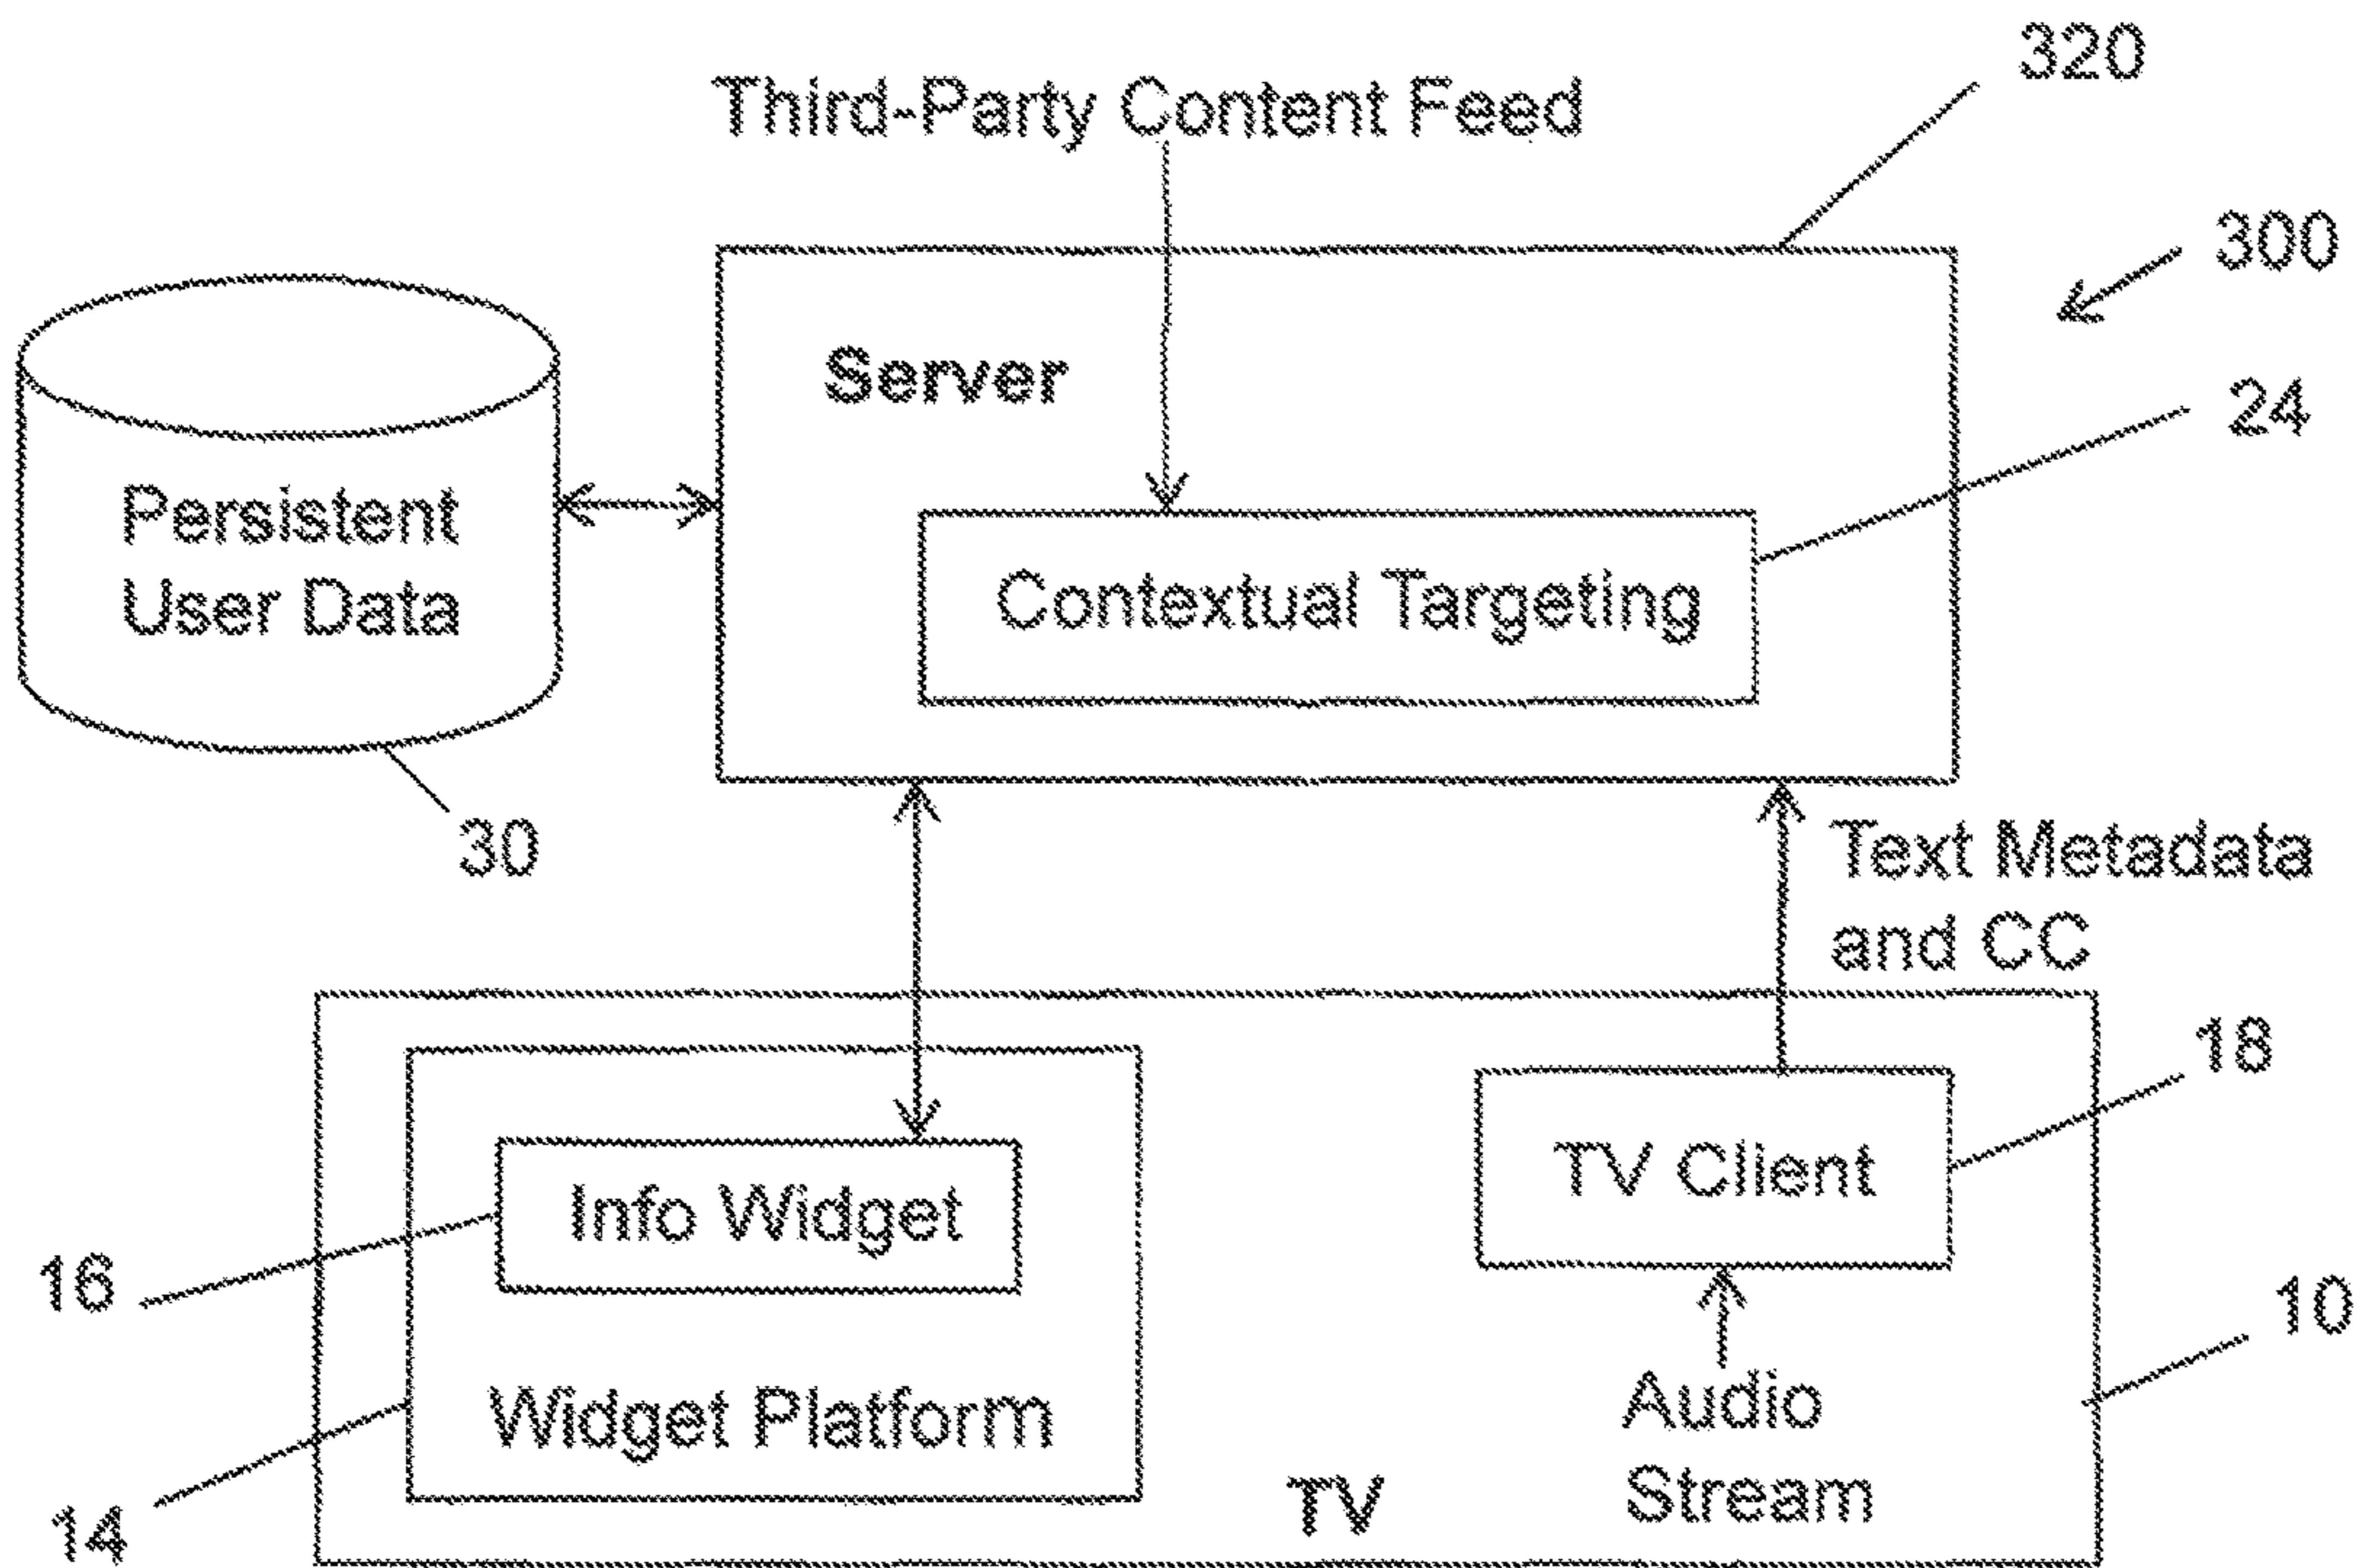 320
Third-Party Content Feed
300
Server
24
Persistent
User Data
Contextual Targeting
30
Text Metadata
and CC
18
TV Client
Info Widget
16
10
Widget Platform
Audio
Stream
TV
14